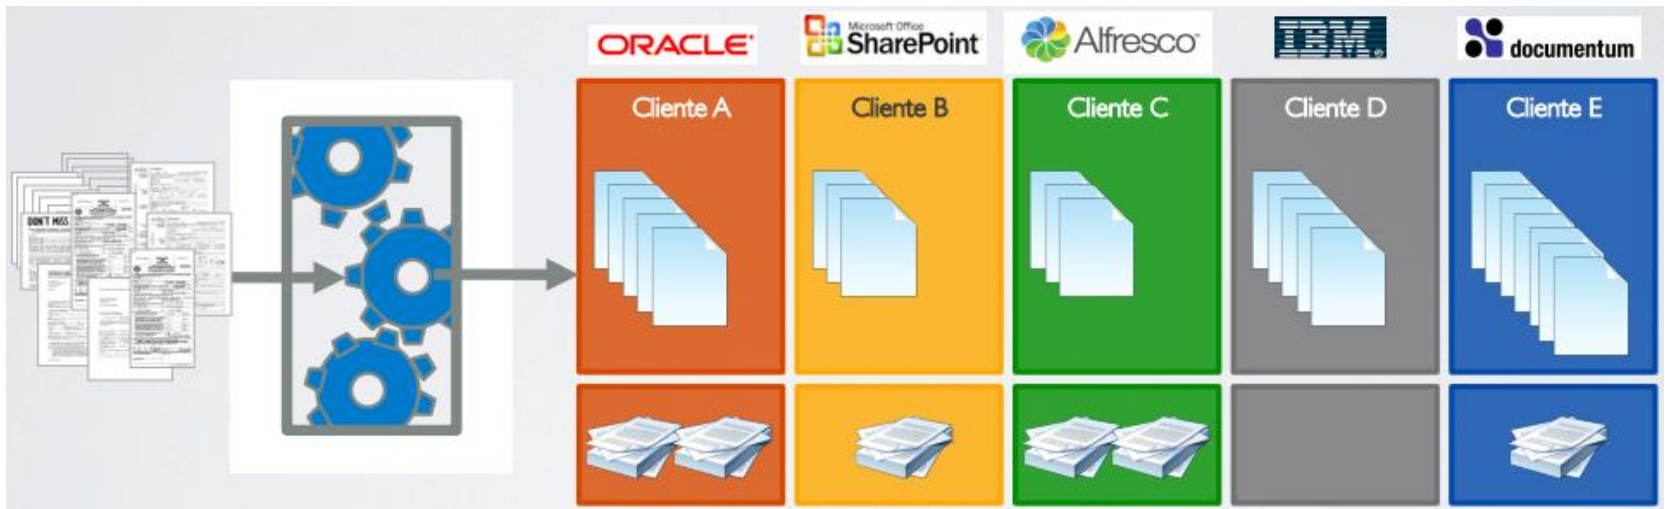 ORACLE®
Microsoft Office
SharePoint
Alfresco
IBM®
documentum
Cliente A
Cliente B
Cliente C
Cliente D
Cliente E
DON'T MISS